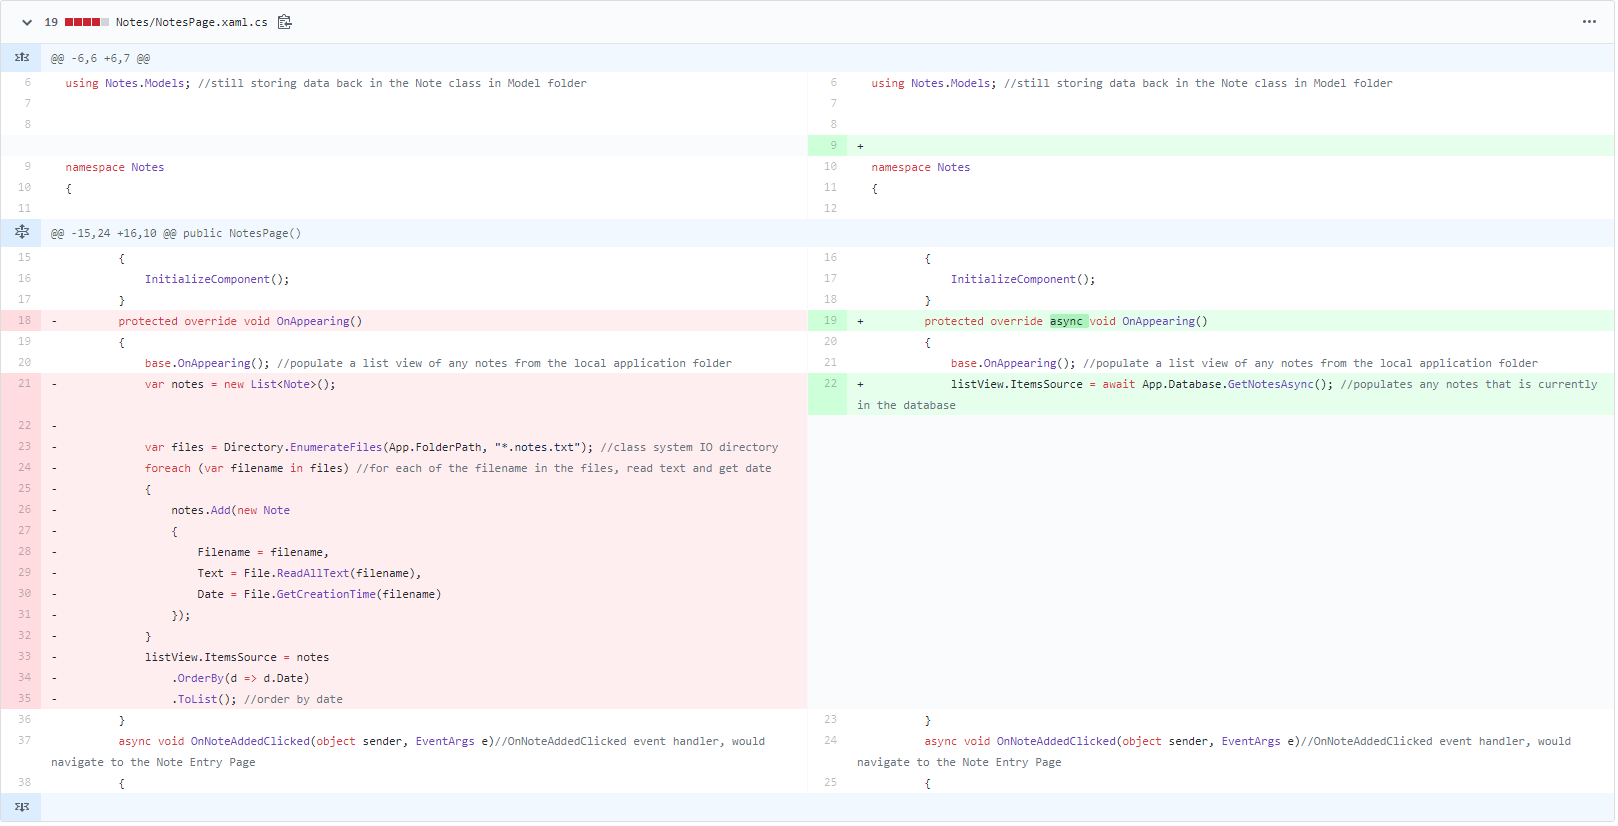 19 Notes/NotesPage.xaml.cs
@@ -6,6 +6,7 @@
6 using Notes.Models; //still storing data back in the Note class in Model folder
7
8
9 namespace Notes
10 {
11
@@ -15,24 +16,10 @@ public NotesPage()
15 {
16 InitializeComponent();
17 }
18 - protected override void OnAppearing()
19 {
20 base.OnAppearing(); //populate a list view of any notes from the local application folder
21 - var notes = new List<Note>();
22 -
23 - var files = Directory.EnumerateFiles(App.FolderPath, "*.notes.txt"); //class system IO directory
24 - foreach (var filename in files) //for each of the filename in the files, read text and get date
25 - {
26 - notes.Add(new Note
27 - {
28 - Filename = filename,
29 - Text = File.ReadAllText(filename),
30 - Date = File.GetCreationTime(filename)
31 - });
32 - }
33 - listView.ItemsSource = notes
34 - .OrderBy(d => d.Date)
35 - .ToList(); //order by date
36 }
37 async void OnNoteAddedClicked(object sender, EventArgs e)//OnNoteAddedClicked event handler, would
navigate to the Note Entry Page
38 {
6 using Notes.Models; //still storing data back in the Note class in Model folder
7
8
9 +
10 namespace Notes
11 {
12
16 {
17 InitializeComponent();
18 }
19 + protected override async void OnAppearing()
20 {
21 base.OnAppearing(); //populate a list view of any notes from the local application folder
22 + listView.ItemsSource = await App.Database.GetNotesAsync(); //populates any notes that is currently
in the database
23 }
24 async void OnNoteAddedClicked(object sender, EventArgs e)//OnNoteAddedClicked event handler, would
navigate to the Note Entry Page
25 {